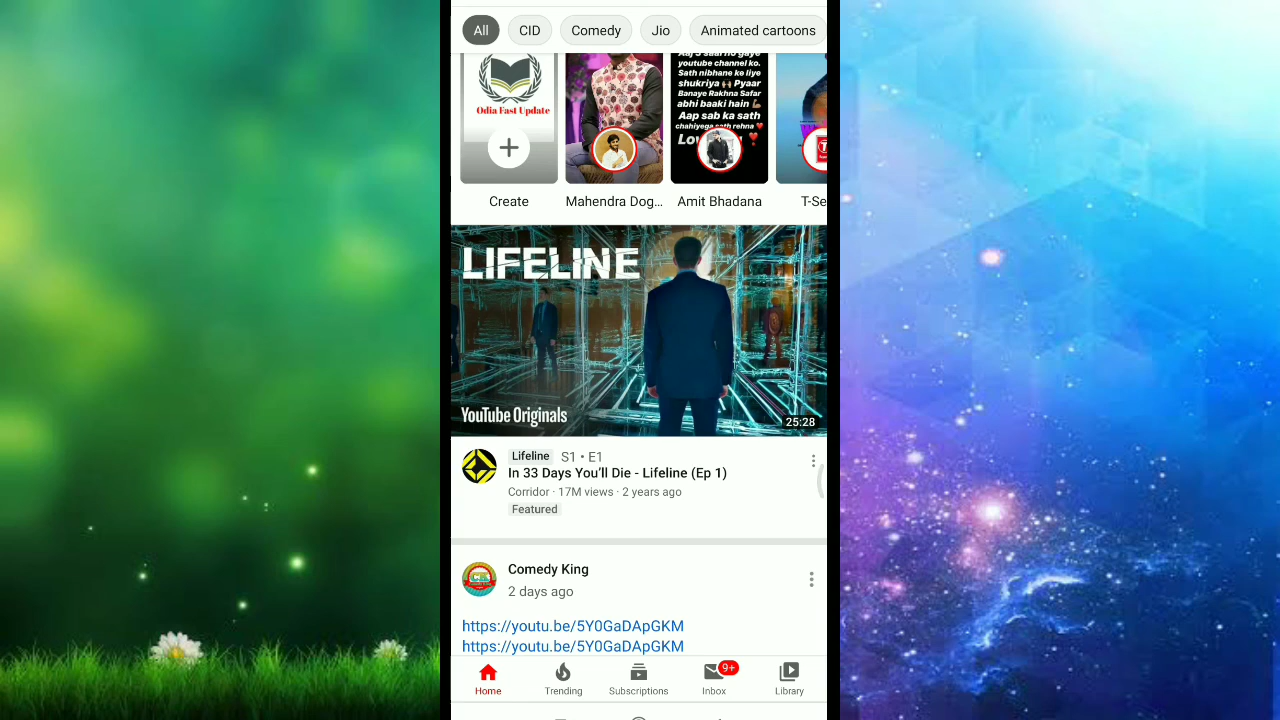 All CID Comedy Jio Animated cartoons
Odia Fast Update
Aaj 3 saal ho gaye
youtube channel ko.
Sath nibhane ke liye
shukriya 🙌 Pyaar
Banaye Rakhna Safar
abhi baaki hain 💪
Aap sab ka sath
chahiyega sath rehna ❤️
Create Mahendra Dog... Amit Bhadana T-Se
LIFELINE
YouTube Originals
25:28
Lifeline S1 • E1
In 33 Days You'll Die - Lifeline (Ep 1)
Corridor · 17M views · 2 years ago
Featured
CK
Comedy King
2 days ago
https://youtu.be/5Y0GaDApGKM
https://youtu.be/5Y0GaDApGKM
9+
Home Trending Subscriptions Inbox Library